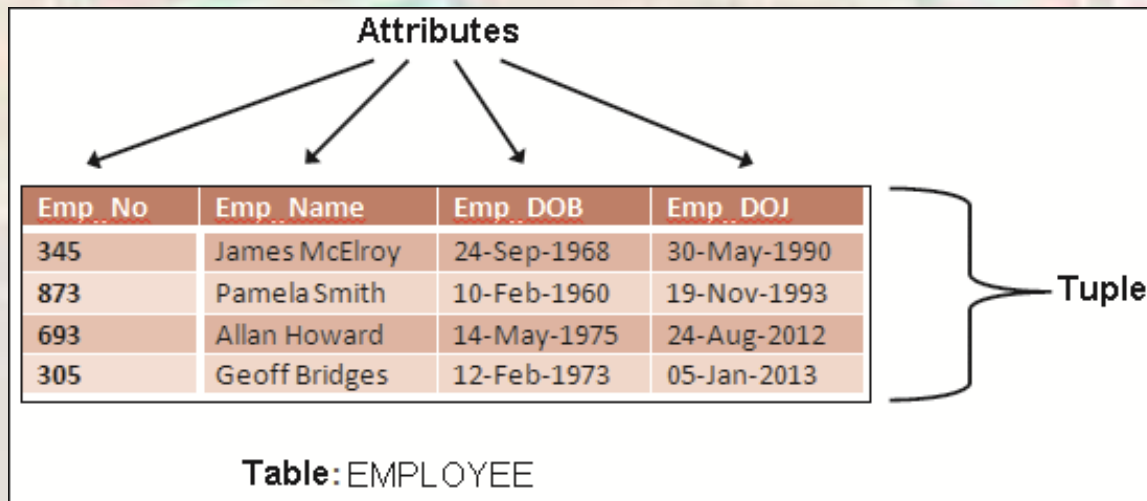 Attributes
Emp_No Emp_Name Emp_DOB Emp_DOJ
345 James McElroy 24-Sep-1968 30-May-1990
873 Pamela Smith 10-Feb-1960 19-Nov-1993
693 Allan Howard 14-May-1975 24-Aug-2012
305 Geoff Bridges 12-Feb-1973 05-Jan-2013
Tuple
Table: EMPLOYEE